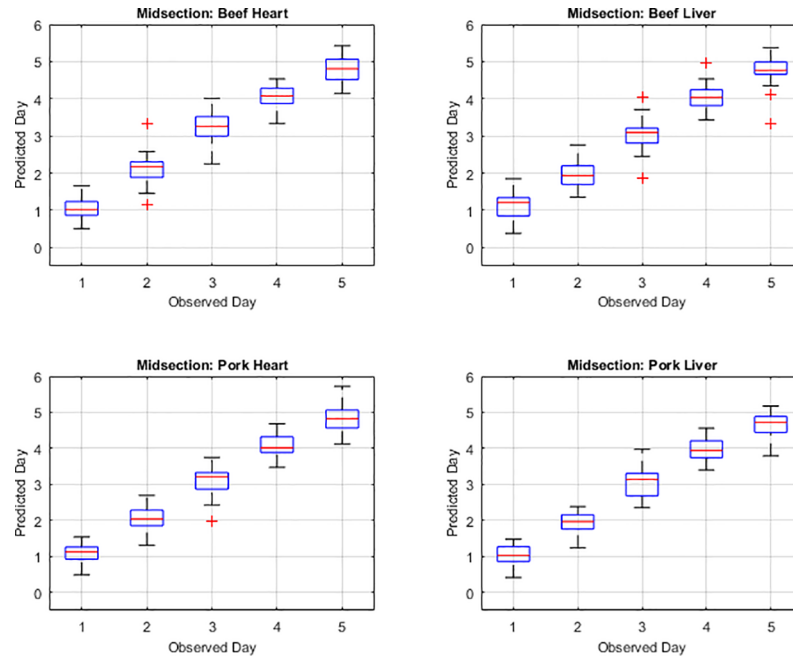 Midsection: Beef Heart
Predicted Day
6
5
4
3
2
1
0
1 2 3 4 5
Observed Day
Midsection: Beef Liver
Predicted Day
6
5
4
3
2
1
0
1 2 3 4 5
Observed Day
Midsection: Pork Heart
Predicted Day
6
5
4
3
2
1
0
1 2 3 4 5
Observed Day
Midsection: Pork Liver
Predicted Day
6
5
4
3
2
1
0
1 2 3 4 5
Observed Day